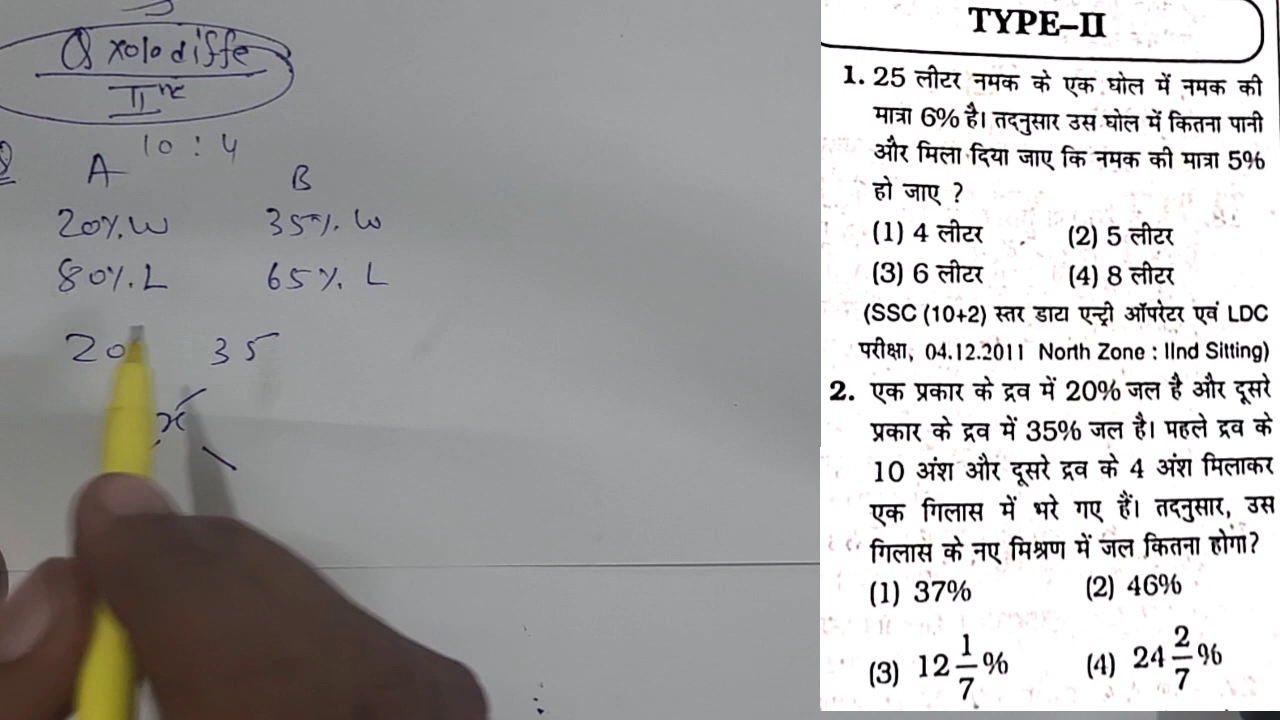 Q xolo diffe
II
10 : 4
A B
20%.W 35%.W
80%.L 65%. L
20 35
x
TYPE–II
1. 25 लीटर नमक के एक घोल में नमक की
मात्रा 6% है। तद्नुसार उस घोल में कितना पानी
और मिला दिया जाए कि नमक की मात्रा 5%
हो जाए ?
(1) 4 लीटर (2) 5 लीटर
(3) 6 लीटर (4) 8 लीटर
(SSC (10+2) स्तर डाटा एन्ट्री ऑपरेटर एवं LDC
परीक्षा, 04.12.2011 North Zone : IInd Sitting)
2. एक प्रकार के द्रव में 20% जल है और दूसरे
प्रकार के द्रव में 35% जल है। पहले द्रव के
10 अंश और दूसरे द्रव के 4 अंश मिलाकर
एक गिलास में भरे गए हैं। तद्नुसार, उस
गिलास के नए मिश्रण में जल कितना होगा?
(1) 37% (2) 46%
(3) 12 1/7 % (4) 24 2/7 %